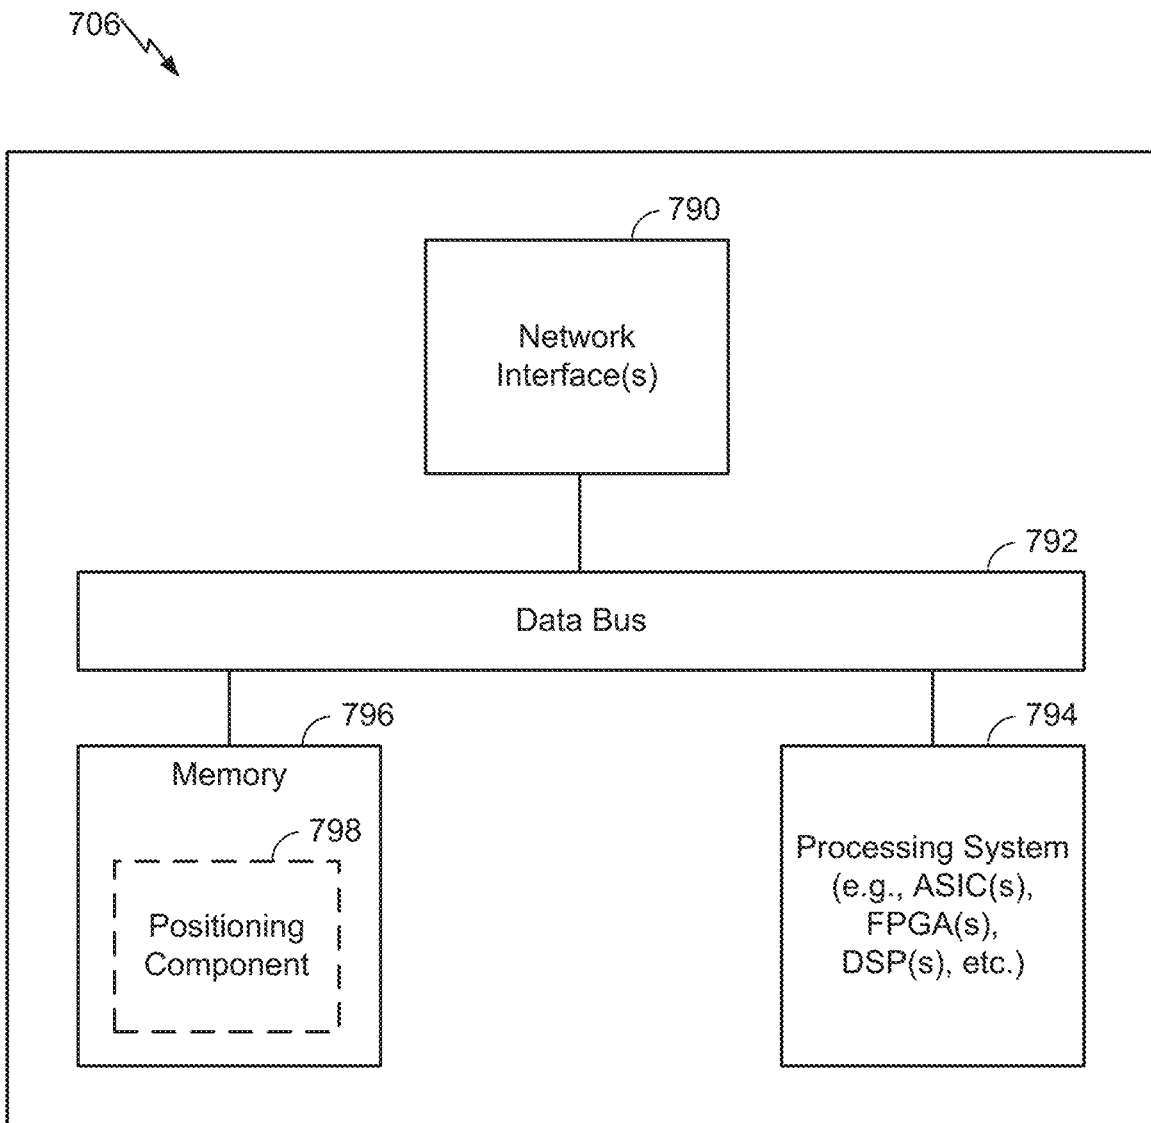 706
790
Network
Interface(s)
792
Data Bus
796
794
Memory
798
Positioning
Component
Processing System
(e.g., ASIC(s),
FPGA(s),
DSP(s), etc.)